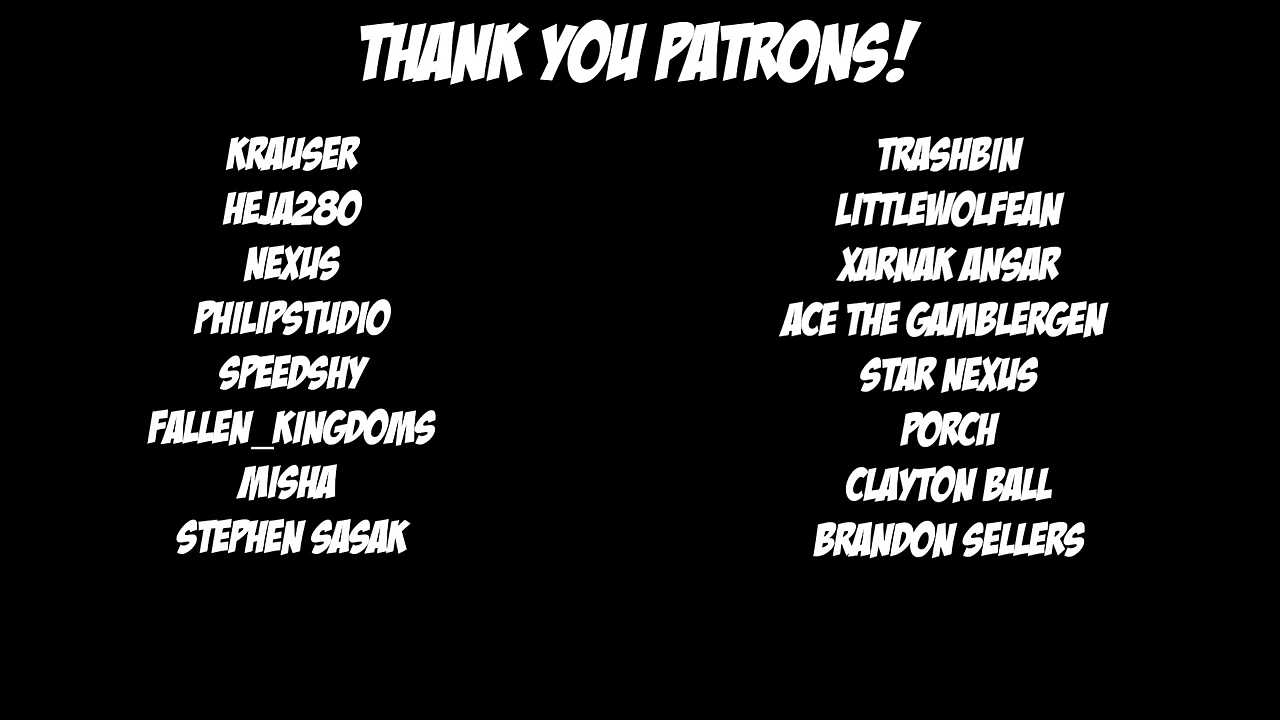 THANK YOU PATRONS!
KRAUSER
HEJA280
NEXUS
PHILIPSTUDIO
SPEEDSHY
FALLEN_KINGDOMS
MISHA
STEPHEN SASAK
TRASHBIN
LITTLEWOLFEAN
XARNAK ANSAR
ACE THE GAMBLERGEN
STAR NEXUS
PORCH
CLAYTON BALL
BRANDON SELLERS